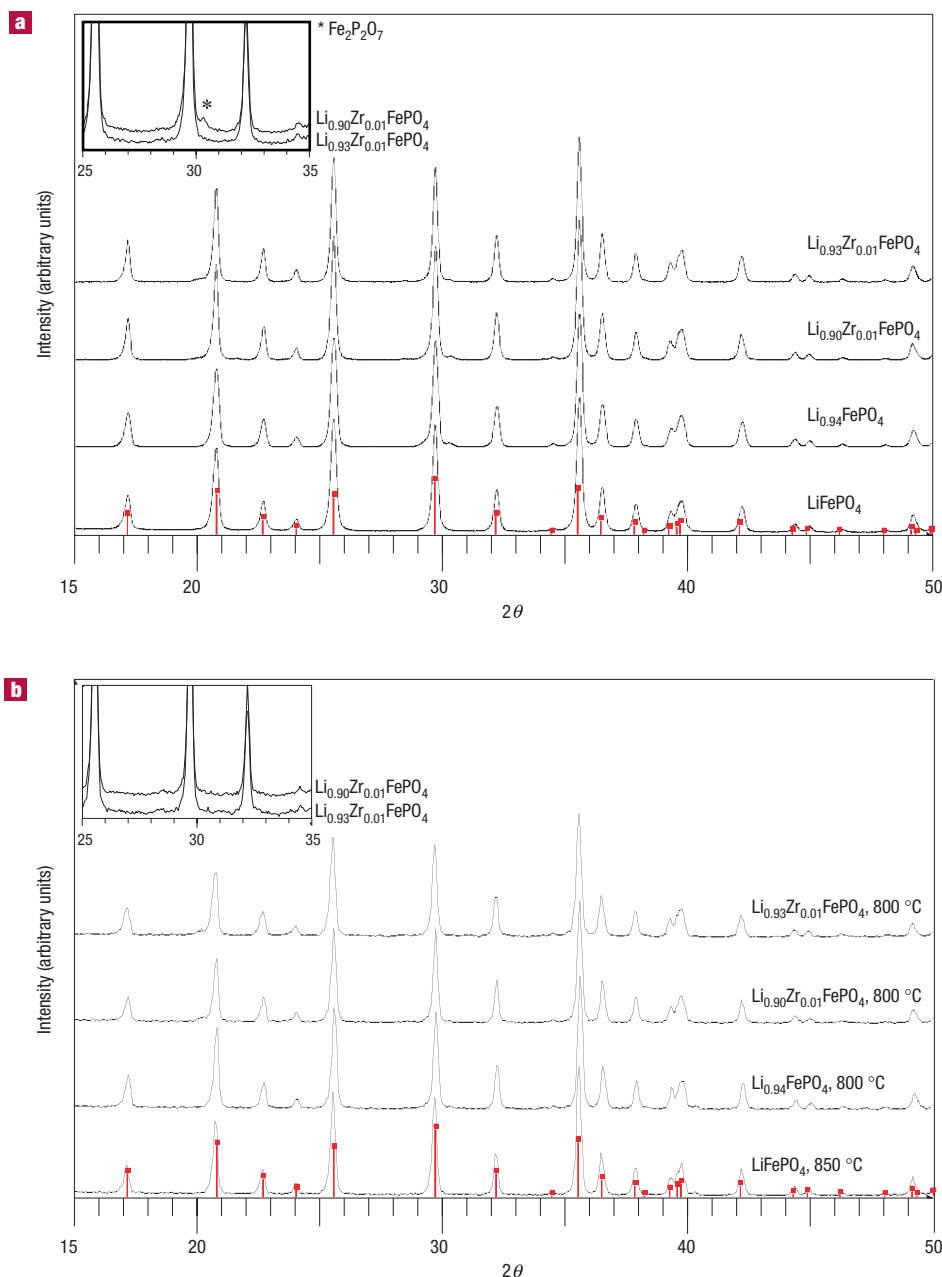 a
* Fe₂P₂O₇
*
Li₀.₉₀Zr₀.₀₁FePO₄
Li₀.₉₃Zr₀.₀₁FePO₄
25 30 35
Li₀.₉₃Zr₀.₀₁FePO₄
Li₀.₉₀Zr₀.₀₁FePO₄
Li₀.₉₄FePO₄
LiFePO₄
Intensity (arbitrary units)
15 20 30 40 50
2θ
b
Li₀.₉₀Zr₀.₀₁FePO₄
Li₀.₉₃Zr₀.₀₁FePO₄
25 30 35
Li₀.₉₃Zr₀.₀₁FePO₄, 800 °C
Li₀.₉₀Zr₀.₀₁FePO₄, 800 °C
Li₀.₉₄FePO₄, 800 °C
LiFePO₄, 850 °C
Intensity (arbitrary units)
15 20 30 40 50
2θ